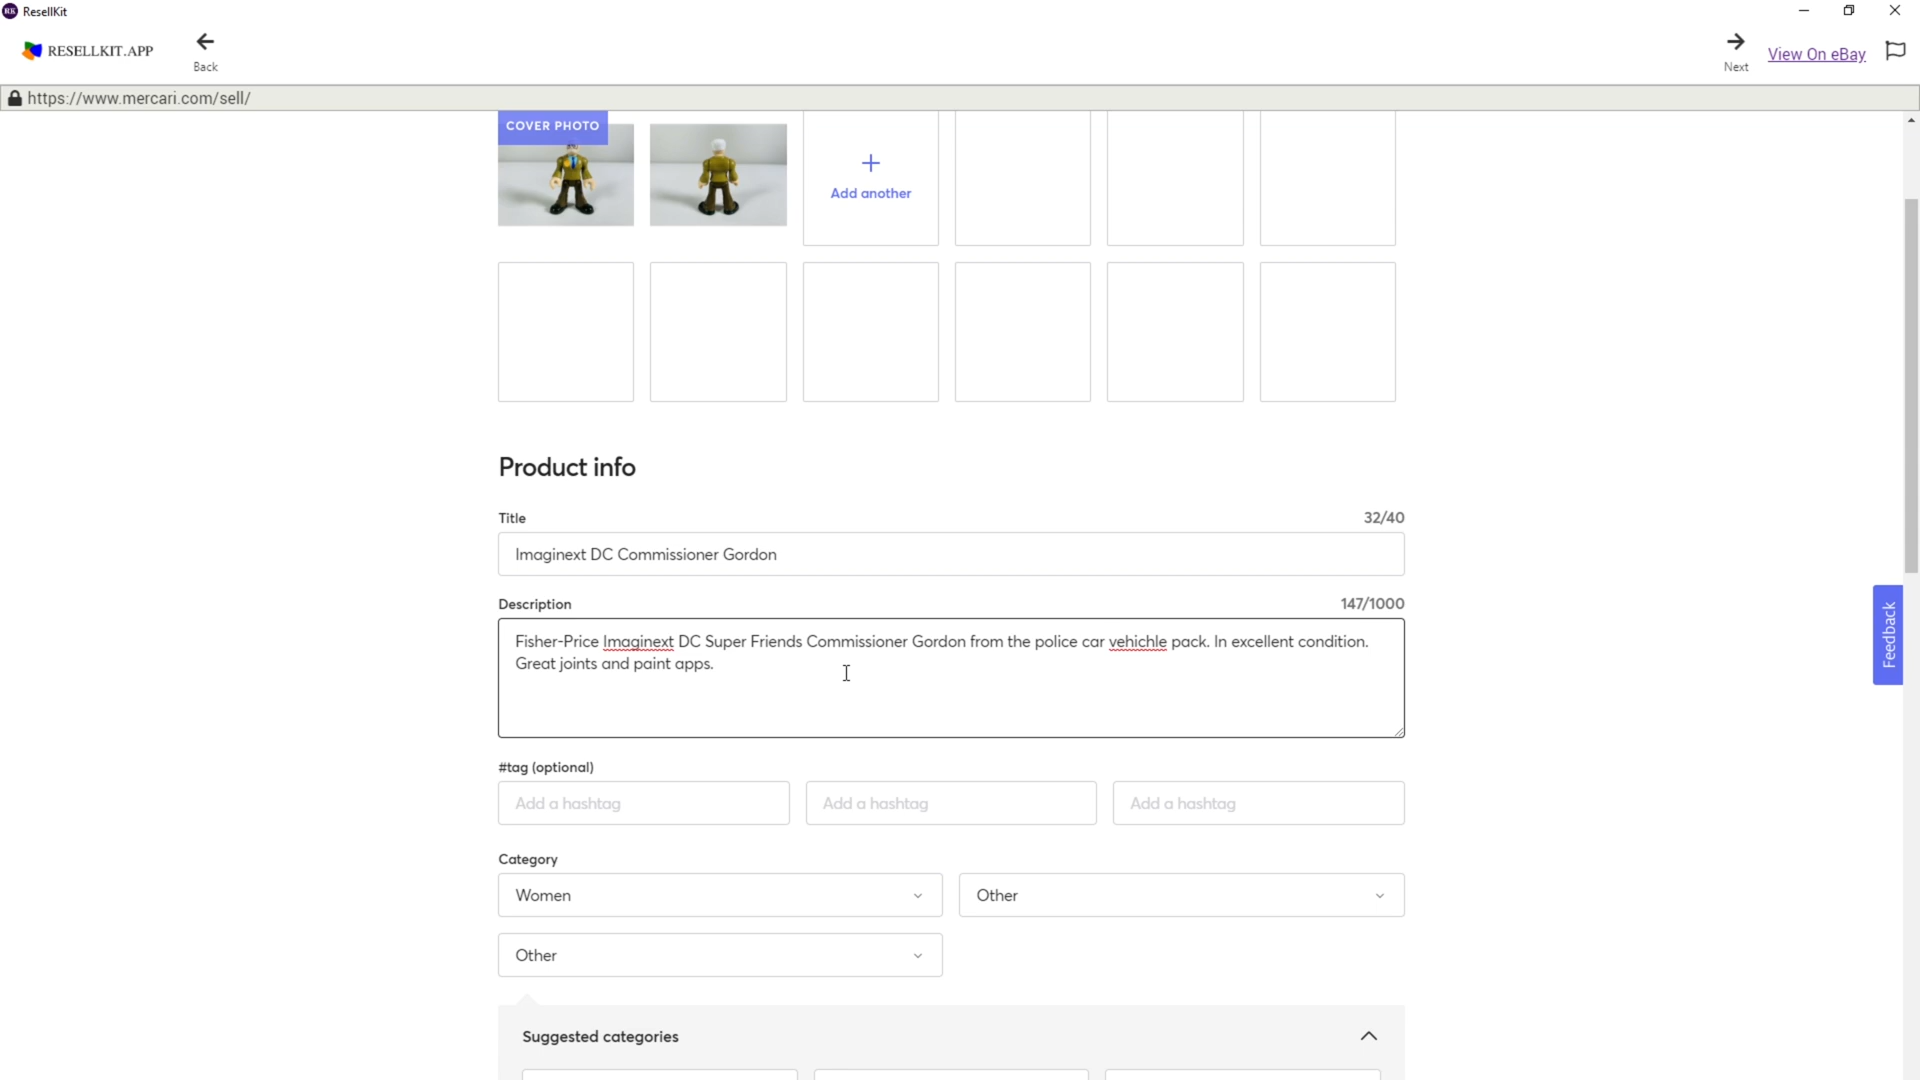 RK ResellKit
RESELLKIT.APP
Back
Next
View On eBay
https://www.mercari.com/sell/
COVER PHOTO
Add another
Product info
Title 32/40
Imaginext DC Commissioner Gordon
Description 147/1000
Fisher-Price Imaginext DC Super Friends Commissioner Gordon from the police car vehichle pack. In excellent condition.
Great joints and paint apps.
Feedback
#tag (optional)
Add a hashtag Add a hashtag Add a hashtag
Category
Women Other
Other
Suggested categories